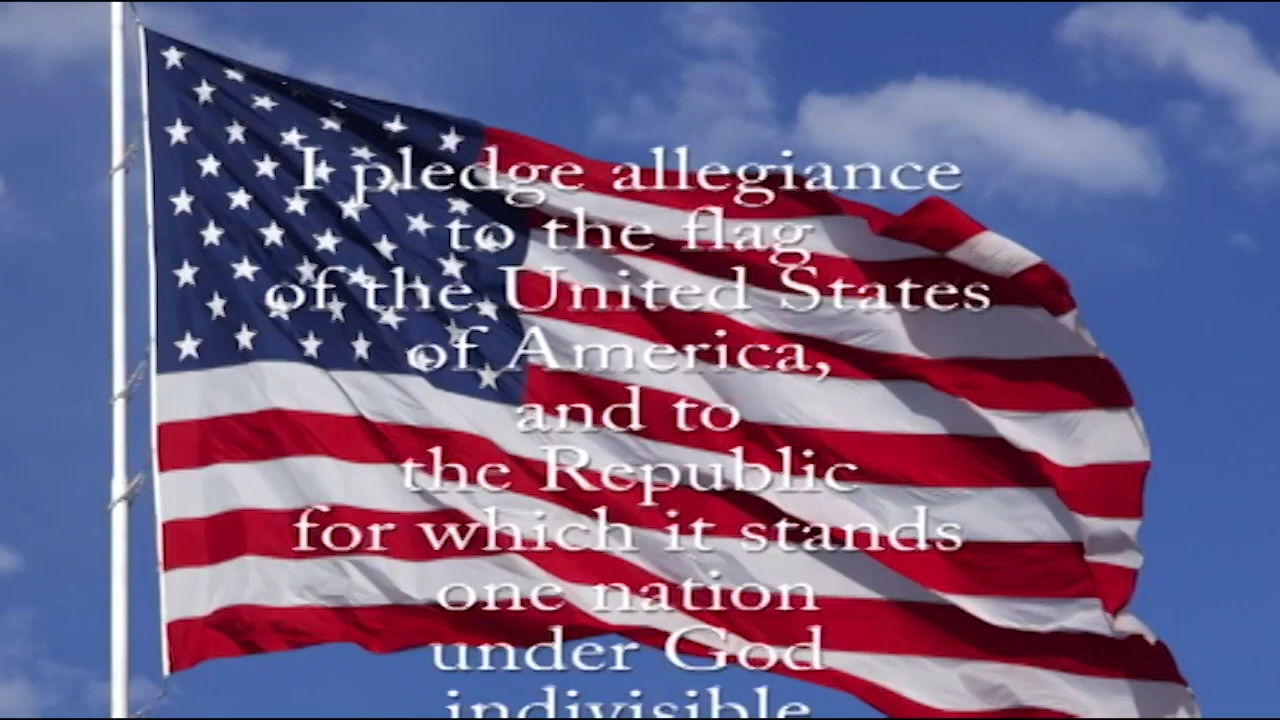 I pledge allegiance
to the flag
of the United States
of America,
and to
the Republic
for which it stands
one nation
under God
indivisible